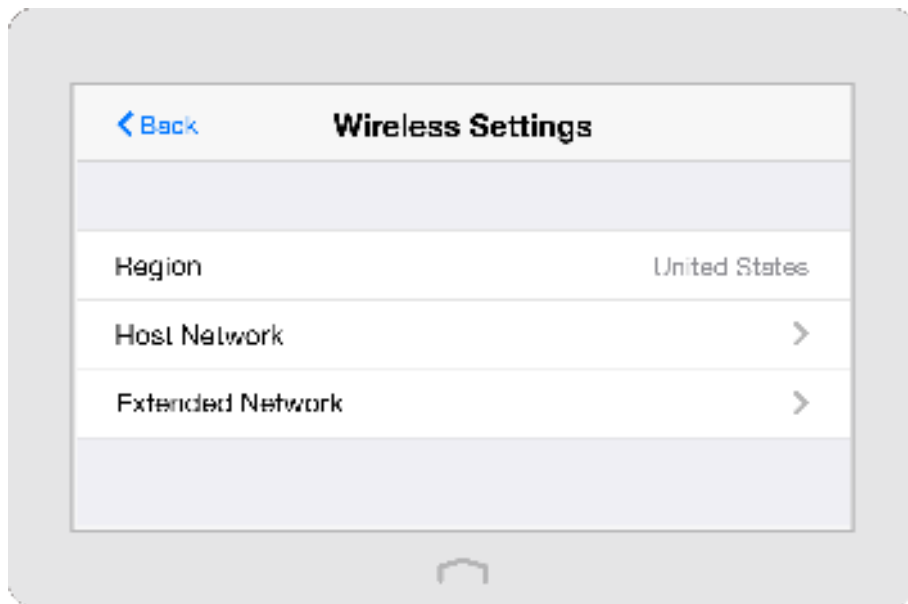 Back
Wireless Settings
Region United States
Host Network
Extended Network